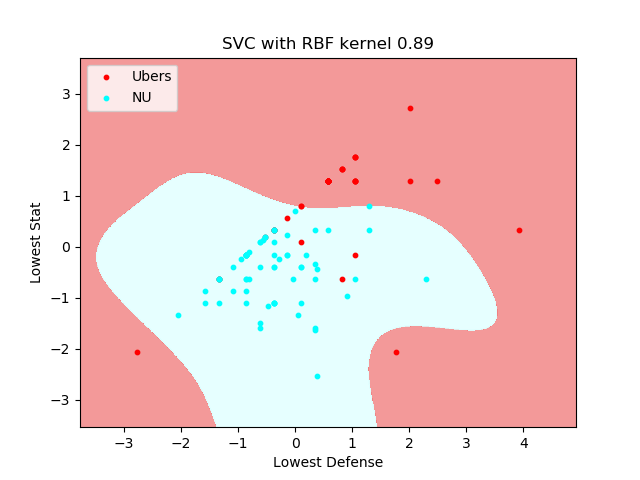 SVC with RBF kernel 0.89
Ubers
NU
3
2
1
0
−1
−2
−3
Lowest Stat
−3 −2 −1 0 1 2 3 4
Lowest Defense